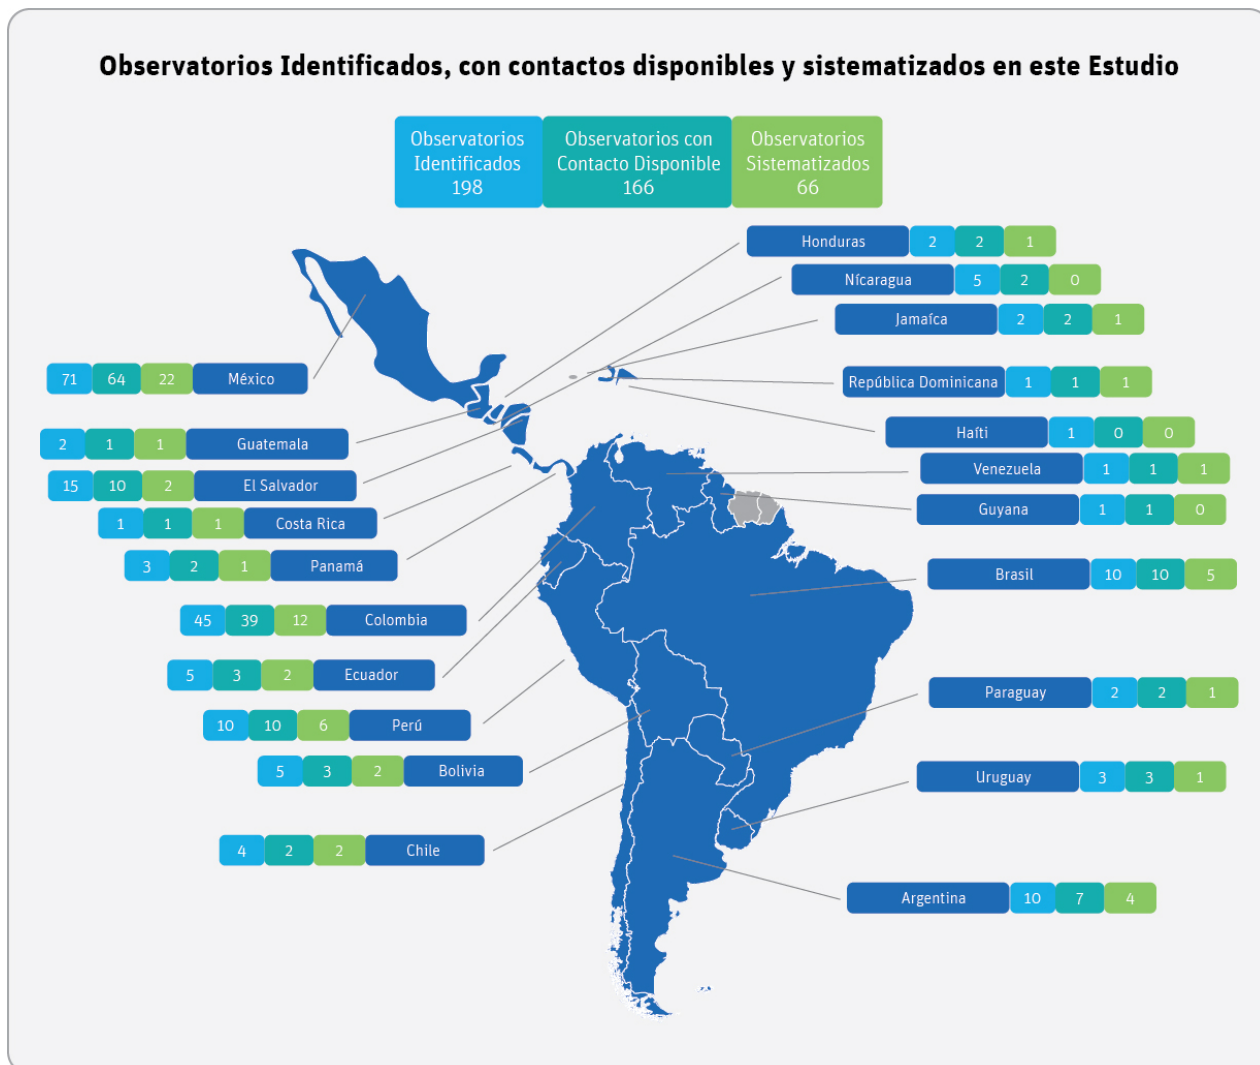 Observatorios Identificados, con contactos disponibles y sistematizados en este Estudio
Observatorios
Identificados
198
Observatorios con
Contacto Disponible
166
Observatorios
Sistematizados
66
Honduras 2 2 1
Nícaragua 5 2 0
Jamaíca 2 2 1
República Dominicana 1 1 1
Haíti 1 0 0
Venezuela 1 1 1
Guyana 1 1 0
Brasil 10 10 5
Paraguay 2 2 1
Uruguay 3 3 1
Argentina 10 7 4
71 64 22 México
2 1 1 Guatemala
15 10 2 El Salvador
1 1 1 Costa Rica
3 2 1 Panamá
45 39 12 Colombia
5 3 2 Ecuador
10 10 6 Perú
5 3 2 Bolivia
4 2 2 Chile